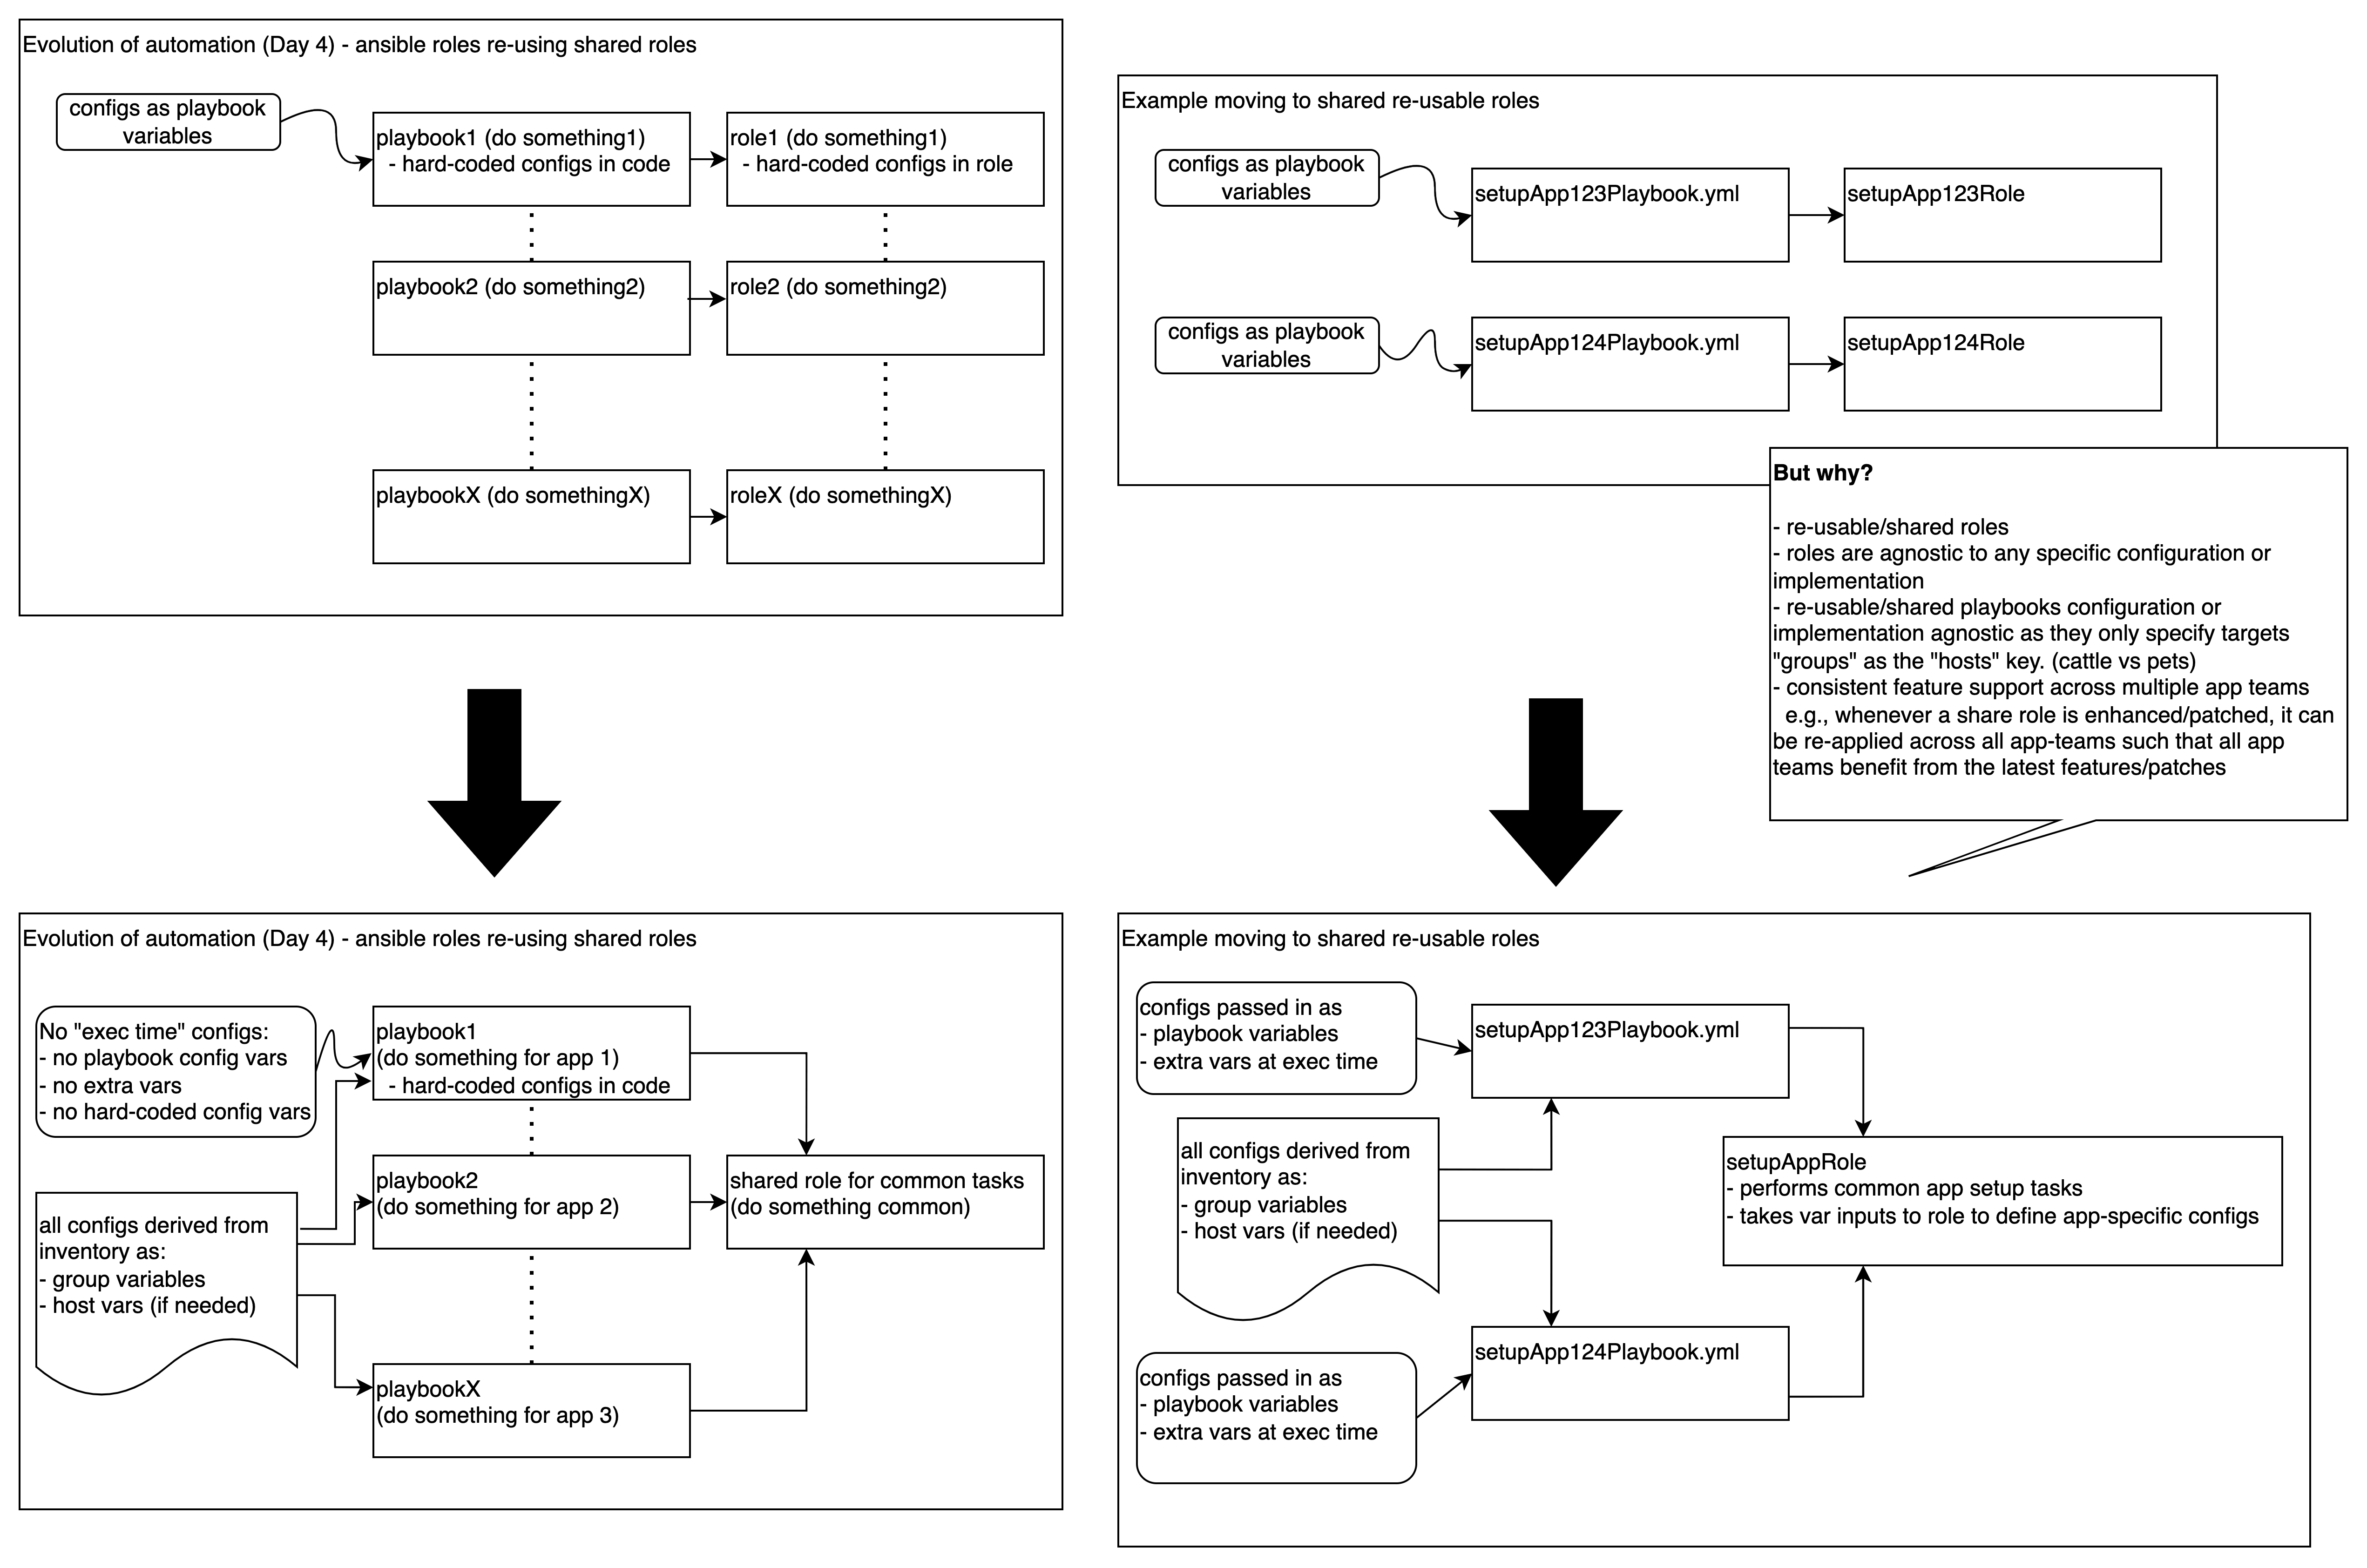 Evolution of automation (Day 4) - ansible roles re-using shared roles
configs as playbook
variables
playbook1 (do something1)
- hard-coded configs in code
role1 (do something1)
- hard-coded configs in role
playbook2 (do something2)
role2 (do something2)
playbookX (do somethingX)
roleX (do somethingX)
Example moving to shared re-usable roles
configs as playbook
variables
setupApp123Playbook.yml
setupApp123Role
configs as playbook
variables
setupApp124Playbook.yml
setupApp124Role
But why?
- re-usable/shared roles
- roles are agnostic to any specific configuration or
implementation
- re-usable/shared playbooks configuration or
implementation agnostic as they only specify targets
"groups" as the "hosts" key. (cattle vs pets)
- consistent feature support across multiple app teams
e.g., whenever a share role is enhanced/patched, it can
be re-applied across all app-teams such that all app
teams benefit from the latest features/patches
Evolution of automation (Day 4) - ansible roles re-using shared roles
No "exec time" configs:
- no playbook config vars
- no extra vars
- no hard-coded config vars
all configs derived from
inventory as:
- group variables
- host vars (if needed)
playbook1
(do something for app 1)
- hard-coded configs in code
playbook2
(do something for app 2)
playbookX
(do something for app 3)
shared role for common tasks
(do something common)
Example moving to shared re-usable roles
configs passed in as
- playbook variables
- extra vars at exec time
all configs derived from
inventory as:
- group variables
- host vars (if needed)
configs passed in as
- playbook variables
- extra vars at exec time
setupApp123Playbook.yml
setupApp124Playbook.yml
setupAppRole
- performs common app setup tasks
- takes var inputs to role to define app-specific configs